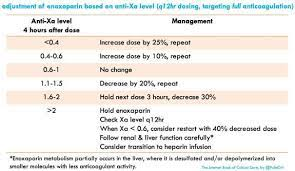 adjustment of enoxaparin based on anti-Xa level (q12hr dosing, targeting full anticoagulation)
Anti-Xa level
4 hours after dose
Management
<0.4 Increase dose by 25%, repeat
0.4-0.6 Increase dose by 10%, repeat
0.6-1 No change
1.1-1.5 Decrease by 20%, repeat
1.6-2 Hold next dose 3 hours, decrease 30%
>2 Hold enoxaparin
Check Xa level q12hr
When Xa < 0.6, consider restart with 40% decreased dose
Follow renal & liver function carefully*
Consider transition to heparin infusion
*Enoxaparin metabolism partially occurs in the liver, where it is desulfated and/or depolymerized into
smaller molecules with less anticoagulant activity.
The Internet Book of Critical Care, by @PulmCrit